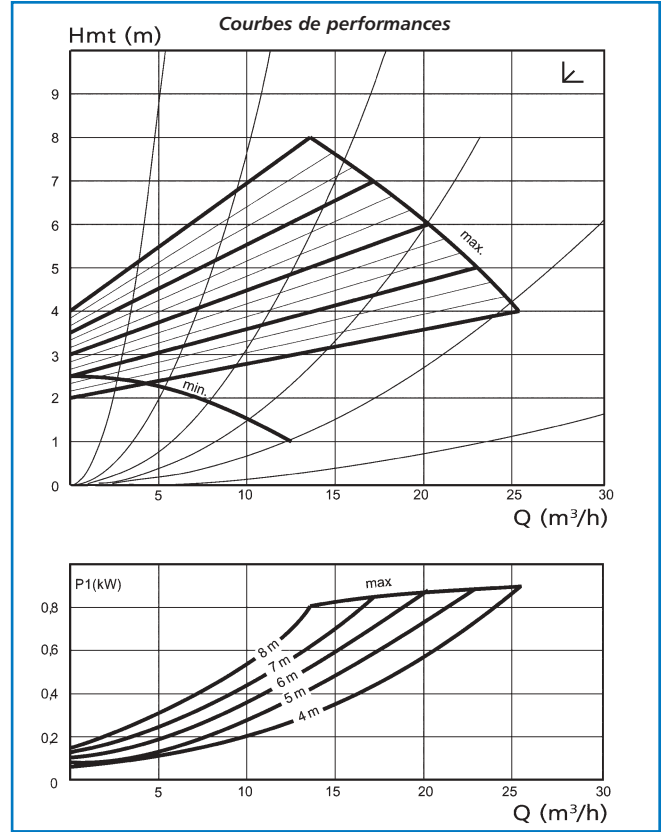 Courbes de performances
Hmt (m)
9
8
7
6
5
4
3
2
1
0
max.
min.
5 10 15 20 25 30
Q (m³/h)
P1(kW)
0,8
0,6
0,4
0,2
0
max
8 m
7 m
6 m
5 m
4 m
5 10 15 20 25 30
Q (m³/h)